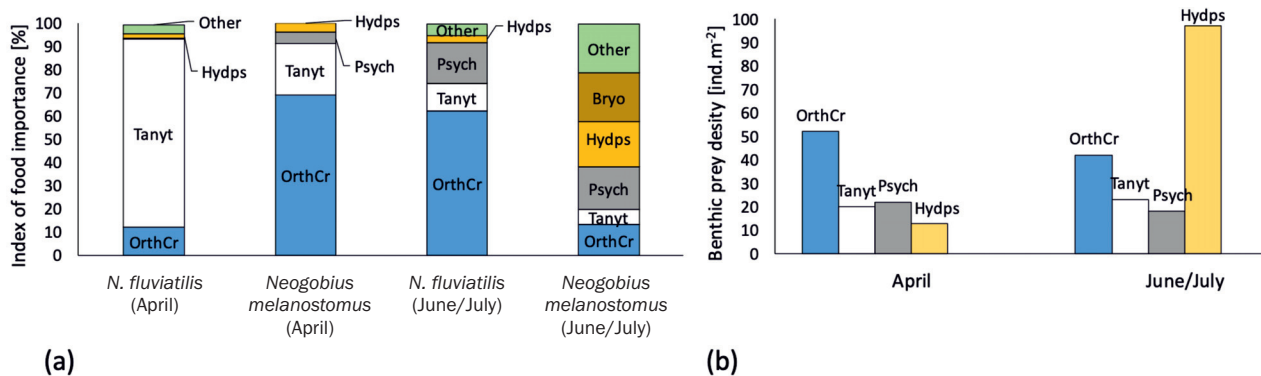 Index of food importance [%]
100
90
80
70
60
50
40
30
20
10
0
Other
Hydps
Tanyt
OrthCr
Hydps
Psych
Tanyt
OrthCr
Other
Hydps
Psych
Tanyt
OrthCr
Other
Bryo
Hydps
Psych
Tanyt
OrthCr
N. fluviatilis
(April)
Neogobius
melanostomus
(April)
N. fluviatilis
(June/July)
Neogobius
melanostomus
(June/July)
(a)
Benthic prey desity [ind.m-2]
100
90
80
70
60
50
40
30
20
10
0
OrthCr
Tanyt
Psych
Hydps
OrthCr
Tanyt
Psych
Hydps
April
June/July
(b)